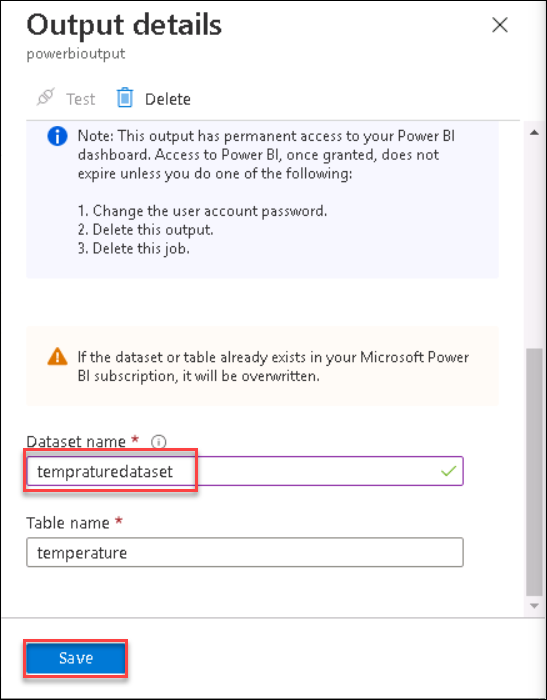 Output details
powerbioutput
Test Delete
Note: This output has permanent access to your Power BI
dashboard. Access to Power BI, once granted, does not
expire unless you do one of the following:
1. Change the user account password.
2. Delete this output.
3. Delete this job.
If the dataset or table already exists in your Microsoft Power
BI subscription, it will be overwritten.
Dataset name *
tempraturedataset
Table name *
temperature
Save